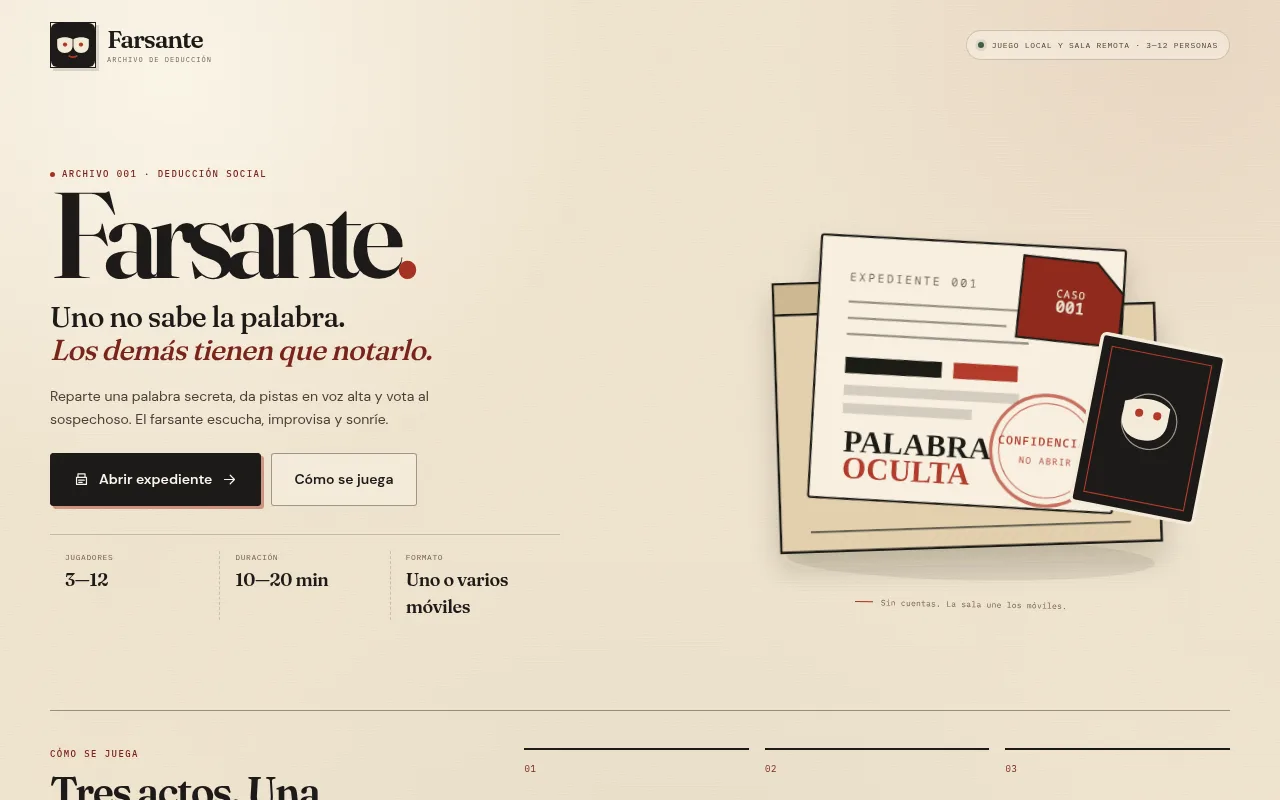 Farsante
ARCHIVO DE DEDUCCIÓN
JUEGO LOCAL Y SALA REMOTA · 3–12 PERSONAS
ARCHIVO 001 · DEDUCCIÓN SOCIAL
Farsante.
Uno no sabe la palabra.
Los demás tienen que notarlo.
Reparte una palabra secreta, da pistas en voz alta y vota al
sospechoso. El farsante escucha, improvisa y sonríe.
Abrir expediente →
Cómo se juega
JUGADORES
3—12
DURACIÓN
10—20 min
FORMATO
Uno o varios
móviles
EXPEDIENTE 001
CASO
001
PALABRA
OCULTA
CONFIDENCI
NO ABRIR
Sin cuentas. La sala une los móviles.
CÓMO SE JUEGA
Tres actos. Una
01
02
03